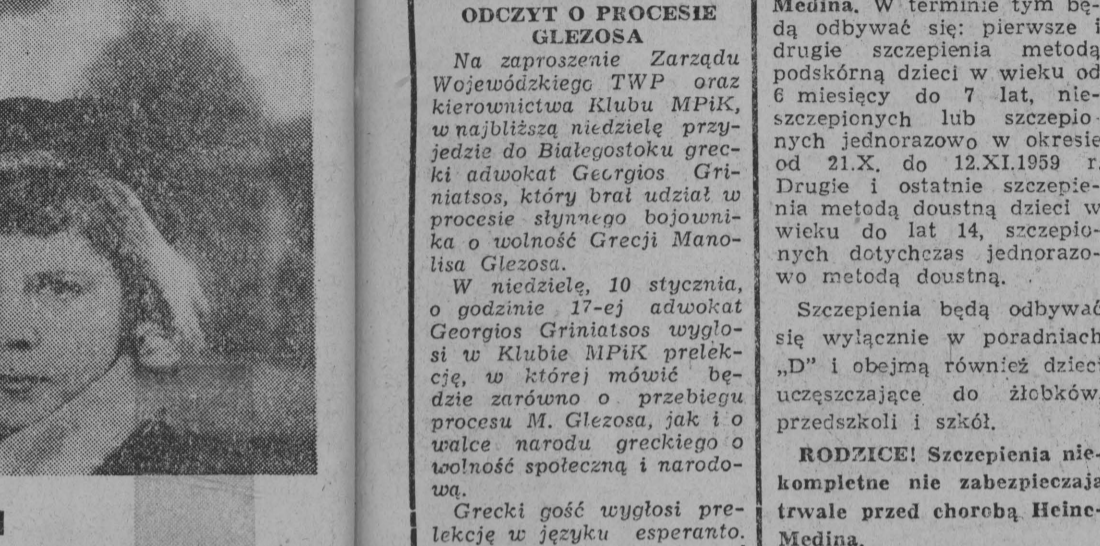 ODCZYT O PROCESIE
GLEZOSA
Na zaproszenie Zarządu
Wojewódzkiego TWP oraz
kierownictwa Klubu MPiK,
w najbliższą niedzielę przy-
jedzie do Białegostoku grec-
ki adwokat Georgios Gri-
niatsos, który brał udział w
procesie słynnego bojowni-
ka o wolność Grecji Mano-
lisa Glezosa.
W niedzielę, 10 stycznia,
o godzinie 17-ej adwokat
Georgios Griniatsos wygło-
si w Klubie MPiK prelek-
cję, w której mówić bę-
dzie zarówno o przebiegu
procesu M. Glezosa, jak i o
walce narodu greckiego o
wolność społeczną i narodo-
wą.
Grecki gość wygłosi pre-
lekcję w języku esperanto.
Medina. W terminie tym bę-
dą odbywać się: pierwsze i
drugie szczepienia metodą
podskórną dzieci w wieku od
6 miesięcy do 7 lat, nie-
szczepionych lub szczepio-
nych jednorazowo w okresie
od 21.X. do 12.XI.1959 r.
Drugie i ostatnie szczepie-
nia metodą doustną dzieci w
wieku do lat 14, szczepio-
nych dotychczas jednorazo-
wo metodą doustną.
Szczepienia będą odbywać
się wyłącznie w poradniach
„D" i obejmą również dzieci
uczęszczające do żłobków,
przedszkoli i szkół.
RODZICE! Szczepienia nie-
kompletne nie zabezpieczają
trwale przed chorobą Heine-
Medina.